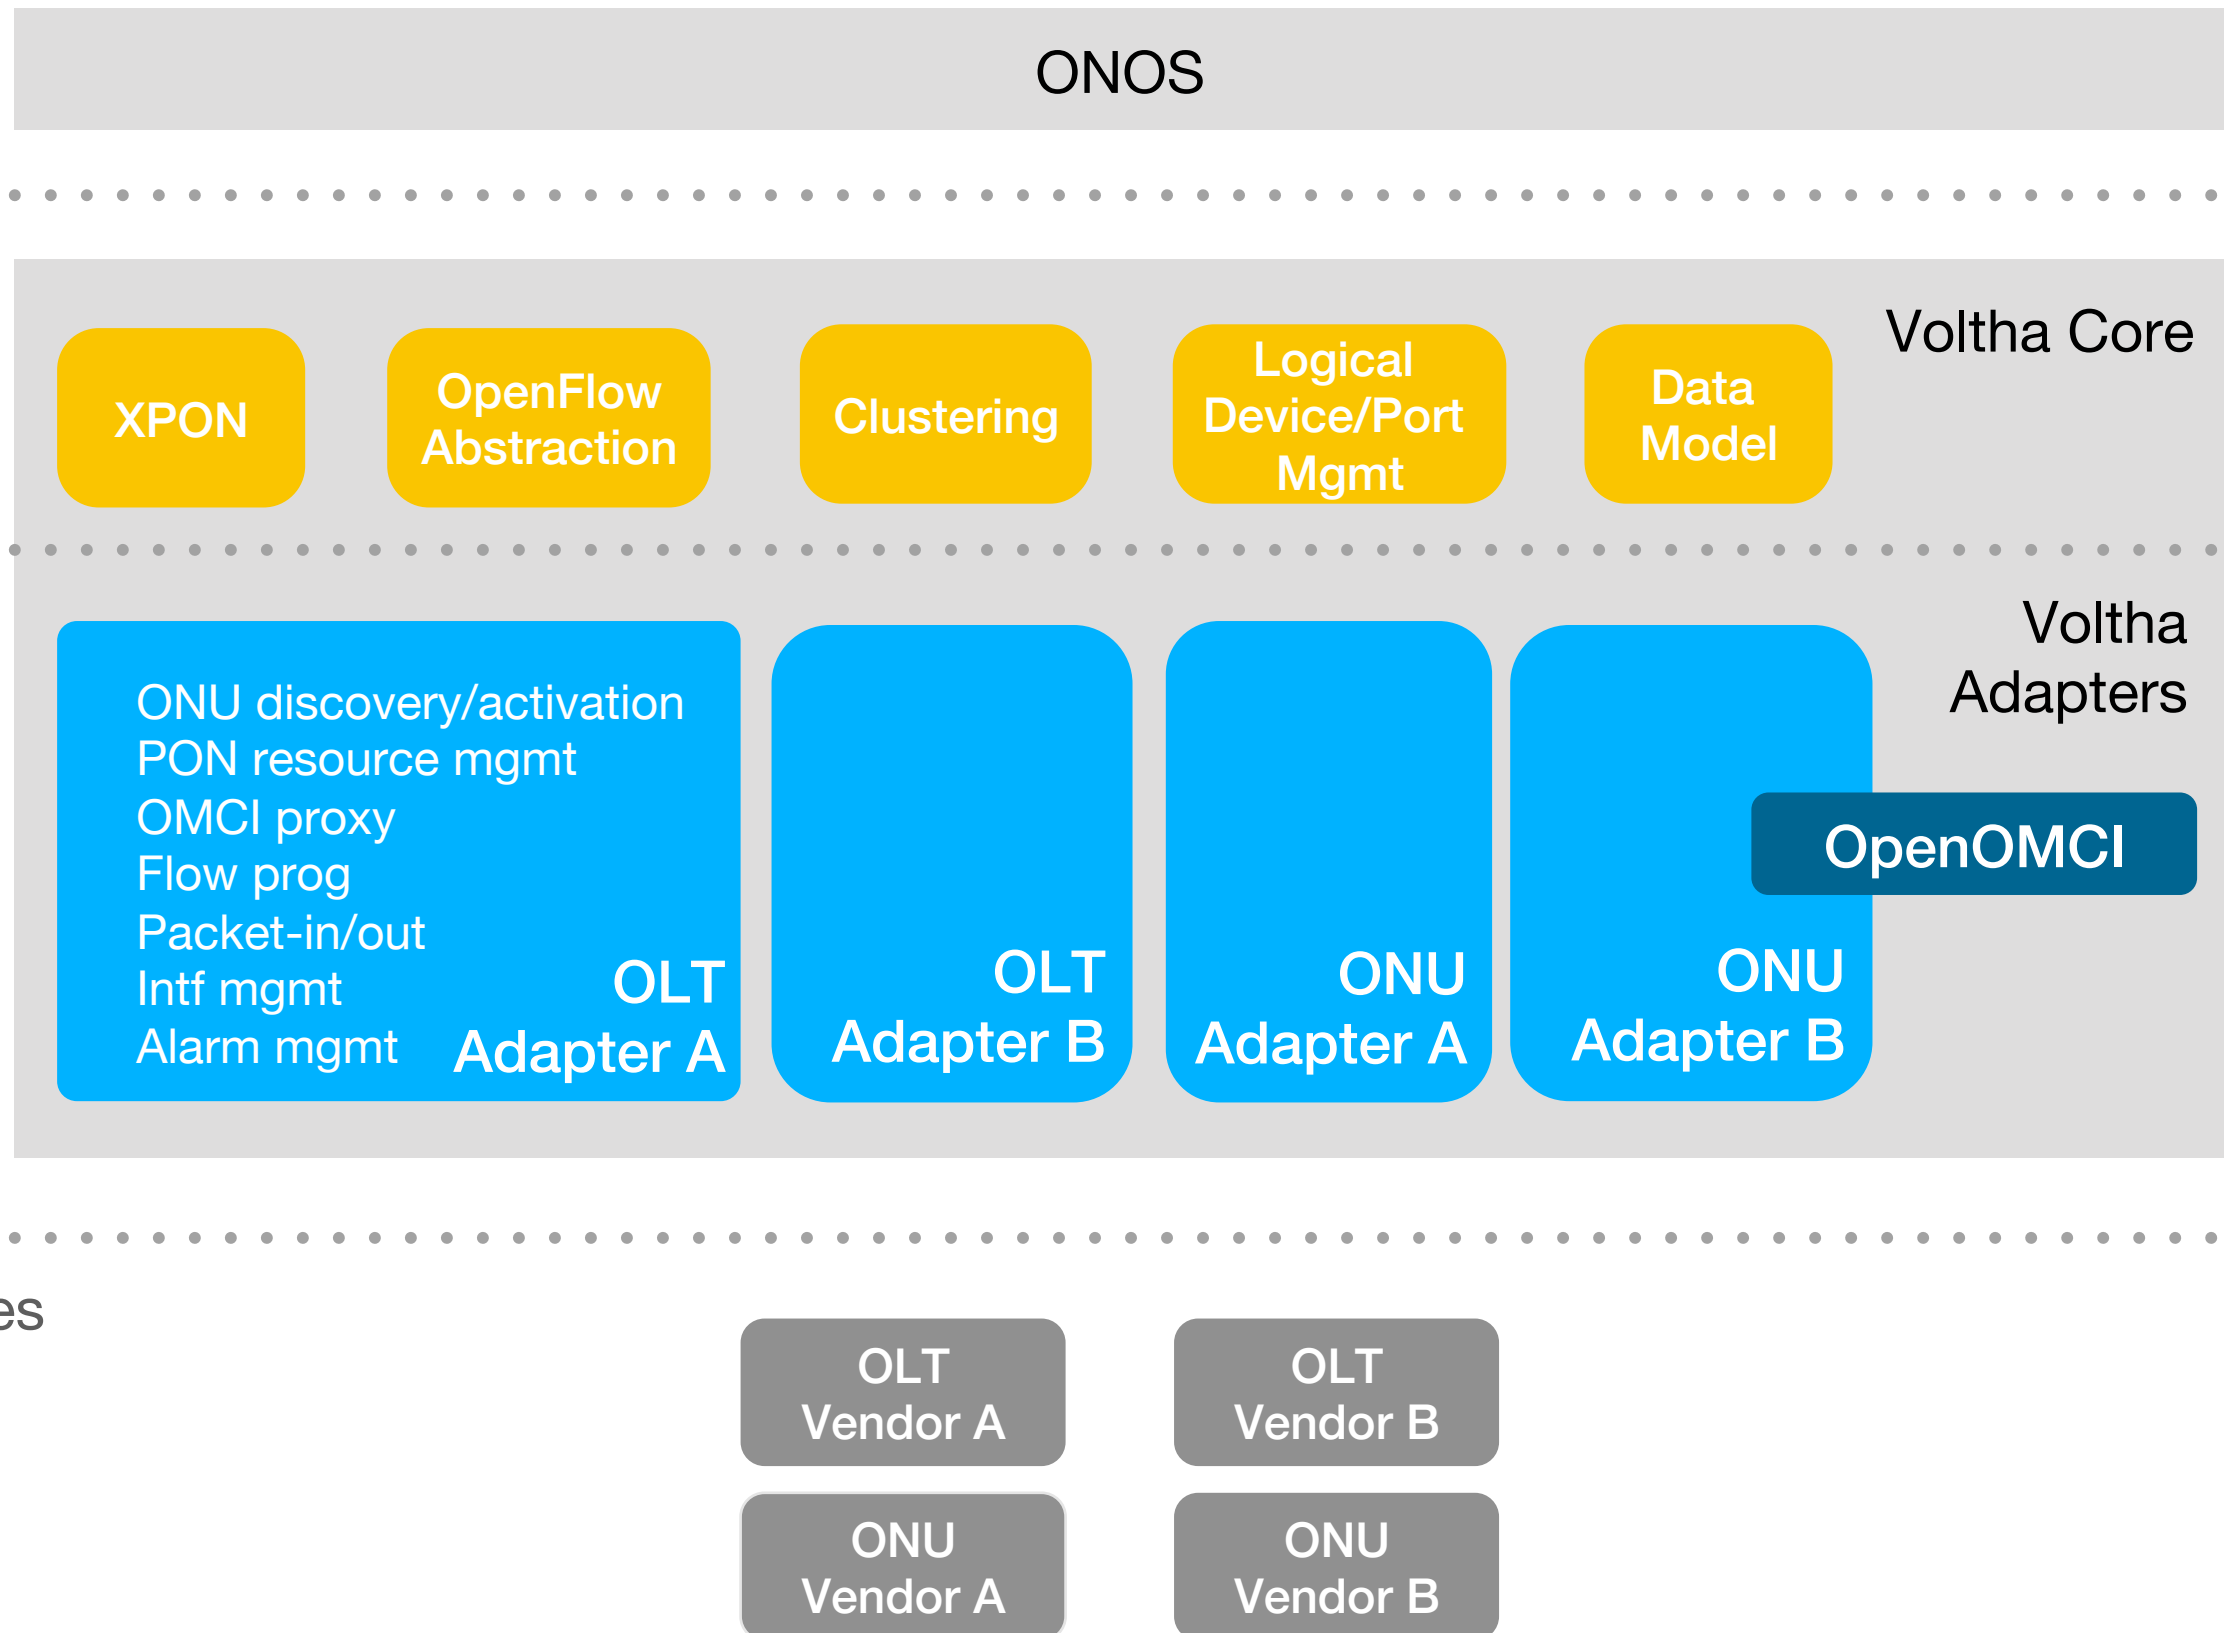 ONOS
Voltha Core
XPON
OpenFlow
Abstraction
Clustering
Logical
Device/Port
Mgmt
Data
Model
Voltha
Adapters
ONU discovery/activation
PON resource mgmt
OMCI proxy
Flow prog
Packet-in/out
Intf mgmt
Alarm mgmt
OLT
Adapter A
OLT
Adapter B
ONU
Adapter A
ONU
Adapter B
OpenOMCI
es
OLT
Vendor A
OLT
Vendor B
ONU
Vendor A
ONU
Vendor B